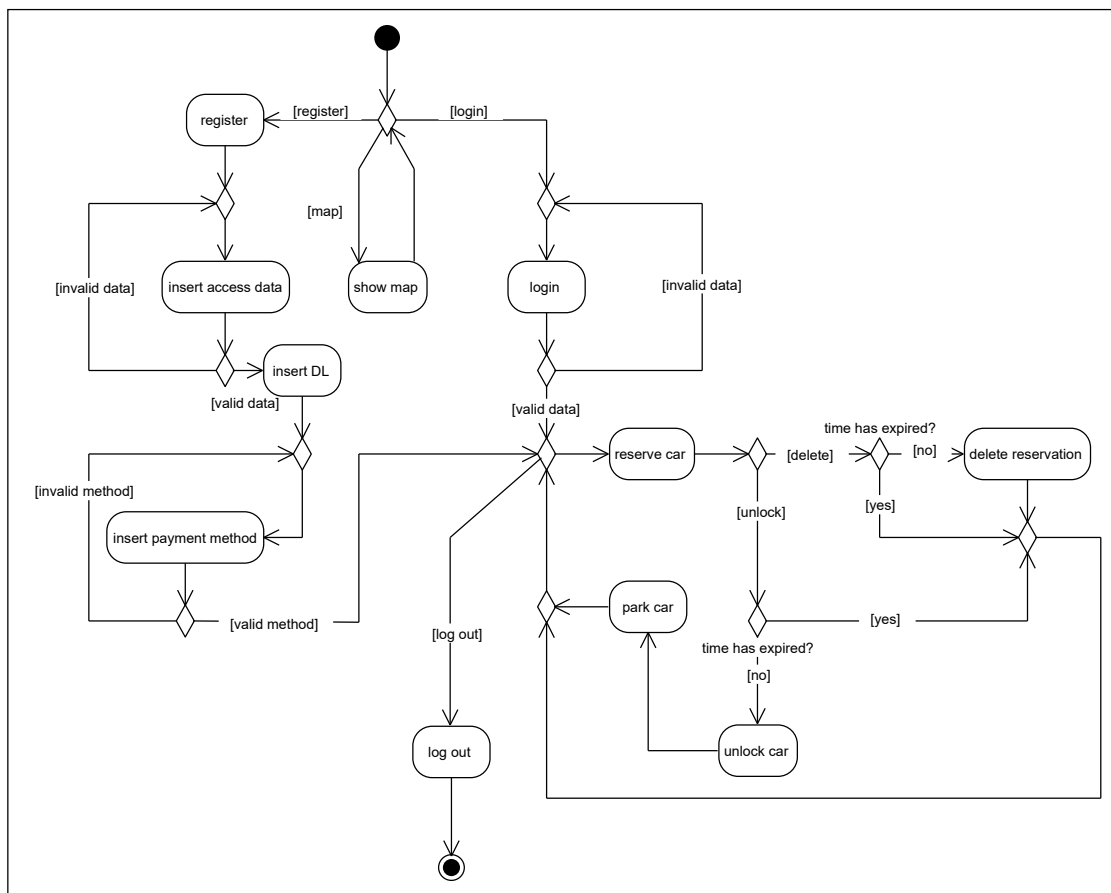 [register]
[login]
register
[map]
[invalid data]
insert access data
show map
login
[invalid data]
insert DL
[valid data]
[valid data]
time has expired?
reserve car
[delete]
[no]
delete reservation
[invalid method]
[unlock]
[yes]
insert payment method
park car
[valid method]
[log out]
[yes]
time has expired?
[no]
log out
unlock car